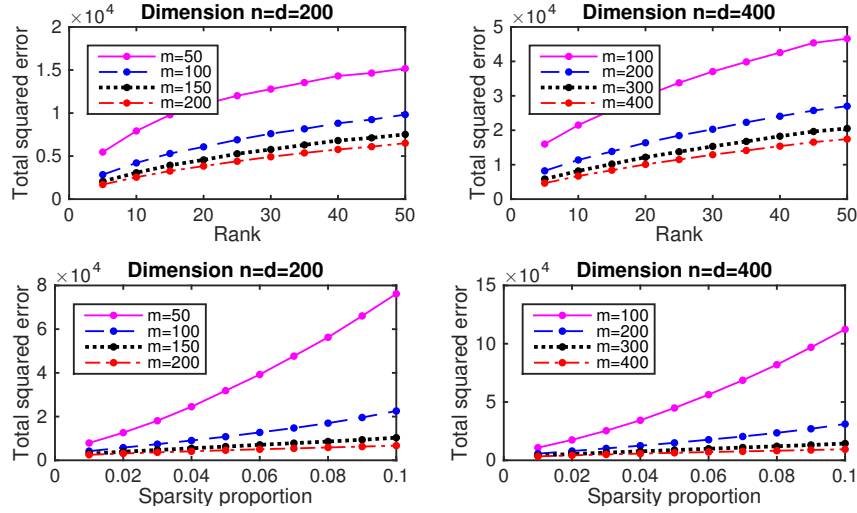 ×10⁴ Dimension n=d=200
2
1.5
1
0.5
0
Total squared error
m=50
m=100
m=150
m=200
0 10 20 30 40 50
Rank
×10⁴ Dimension n=d=400
5
4
3
2
1
0
Total squared error
m=100
m=200
m=300
m=400
0 10 20 30 40 50
Rank
×10⁴ Dimension n=d=200
8
6
4
2
0
Total squared error
m=50
m=100
m=150
m=200
0 0.02 0.04 0.06 0.08 0.1
Sparsity proportion
×10⁴ Dimension n=d=400
15
10
5
0
Total squared error
m=100
m=200
m=300
m=400
0 0.02 0.04 0.06 0.08 0.1
Sparsity proportion